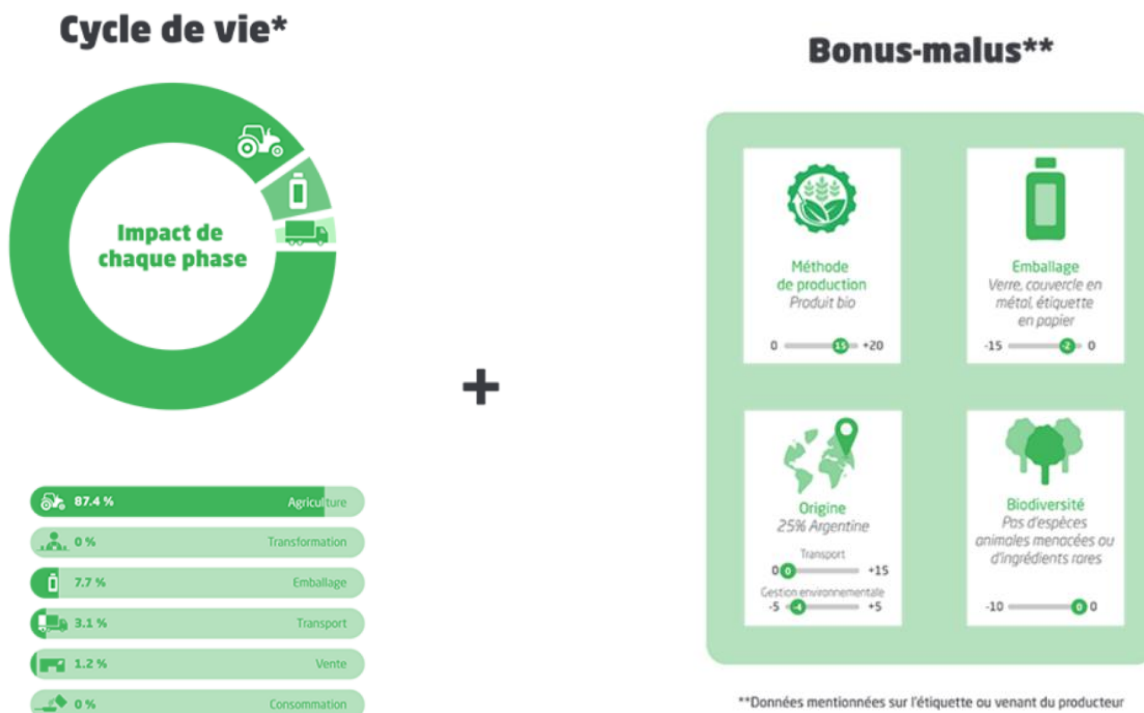 Cycle de vie*
Impact de
chaque phase
87.4 % Agriculture
0 % Transformation
7.7 % Emballage
3.1 % Transport
1.2 % Vente
0 % Consommation
+
Bonus-malus**
Méthode
de production
Produit bio
0 15 +20
Emballage
Verre, couvercle en
métal, étiquette
en papier
-15 -2 0
Origine
25% Argentine
Transport
0 0 +15
Gestion environnementale
-5 -4 +5
Biodiversité
Pas d'espèces
animales menacées ou
d'ingrédients rares
-10 0 0
**Données mentionnées sur l'étiquette ou venant du producteur